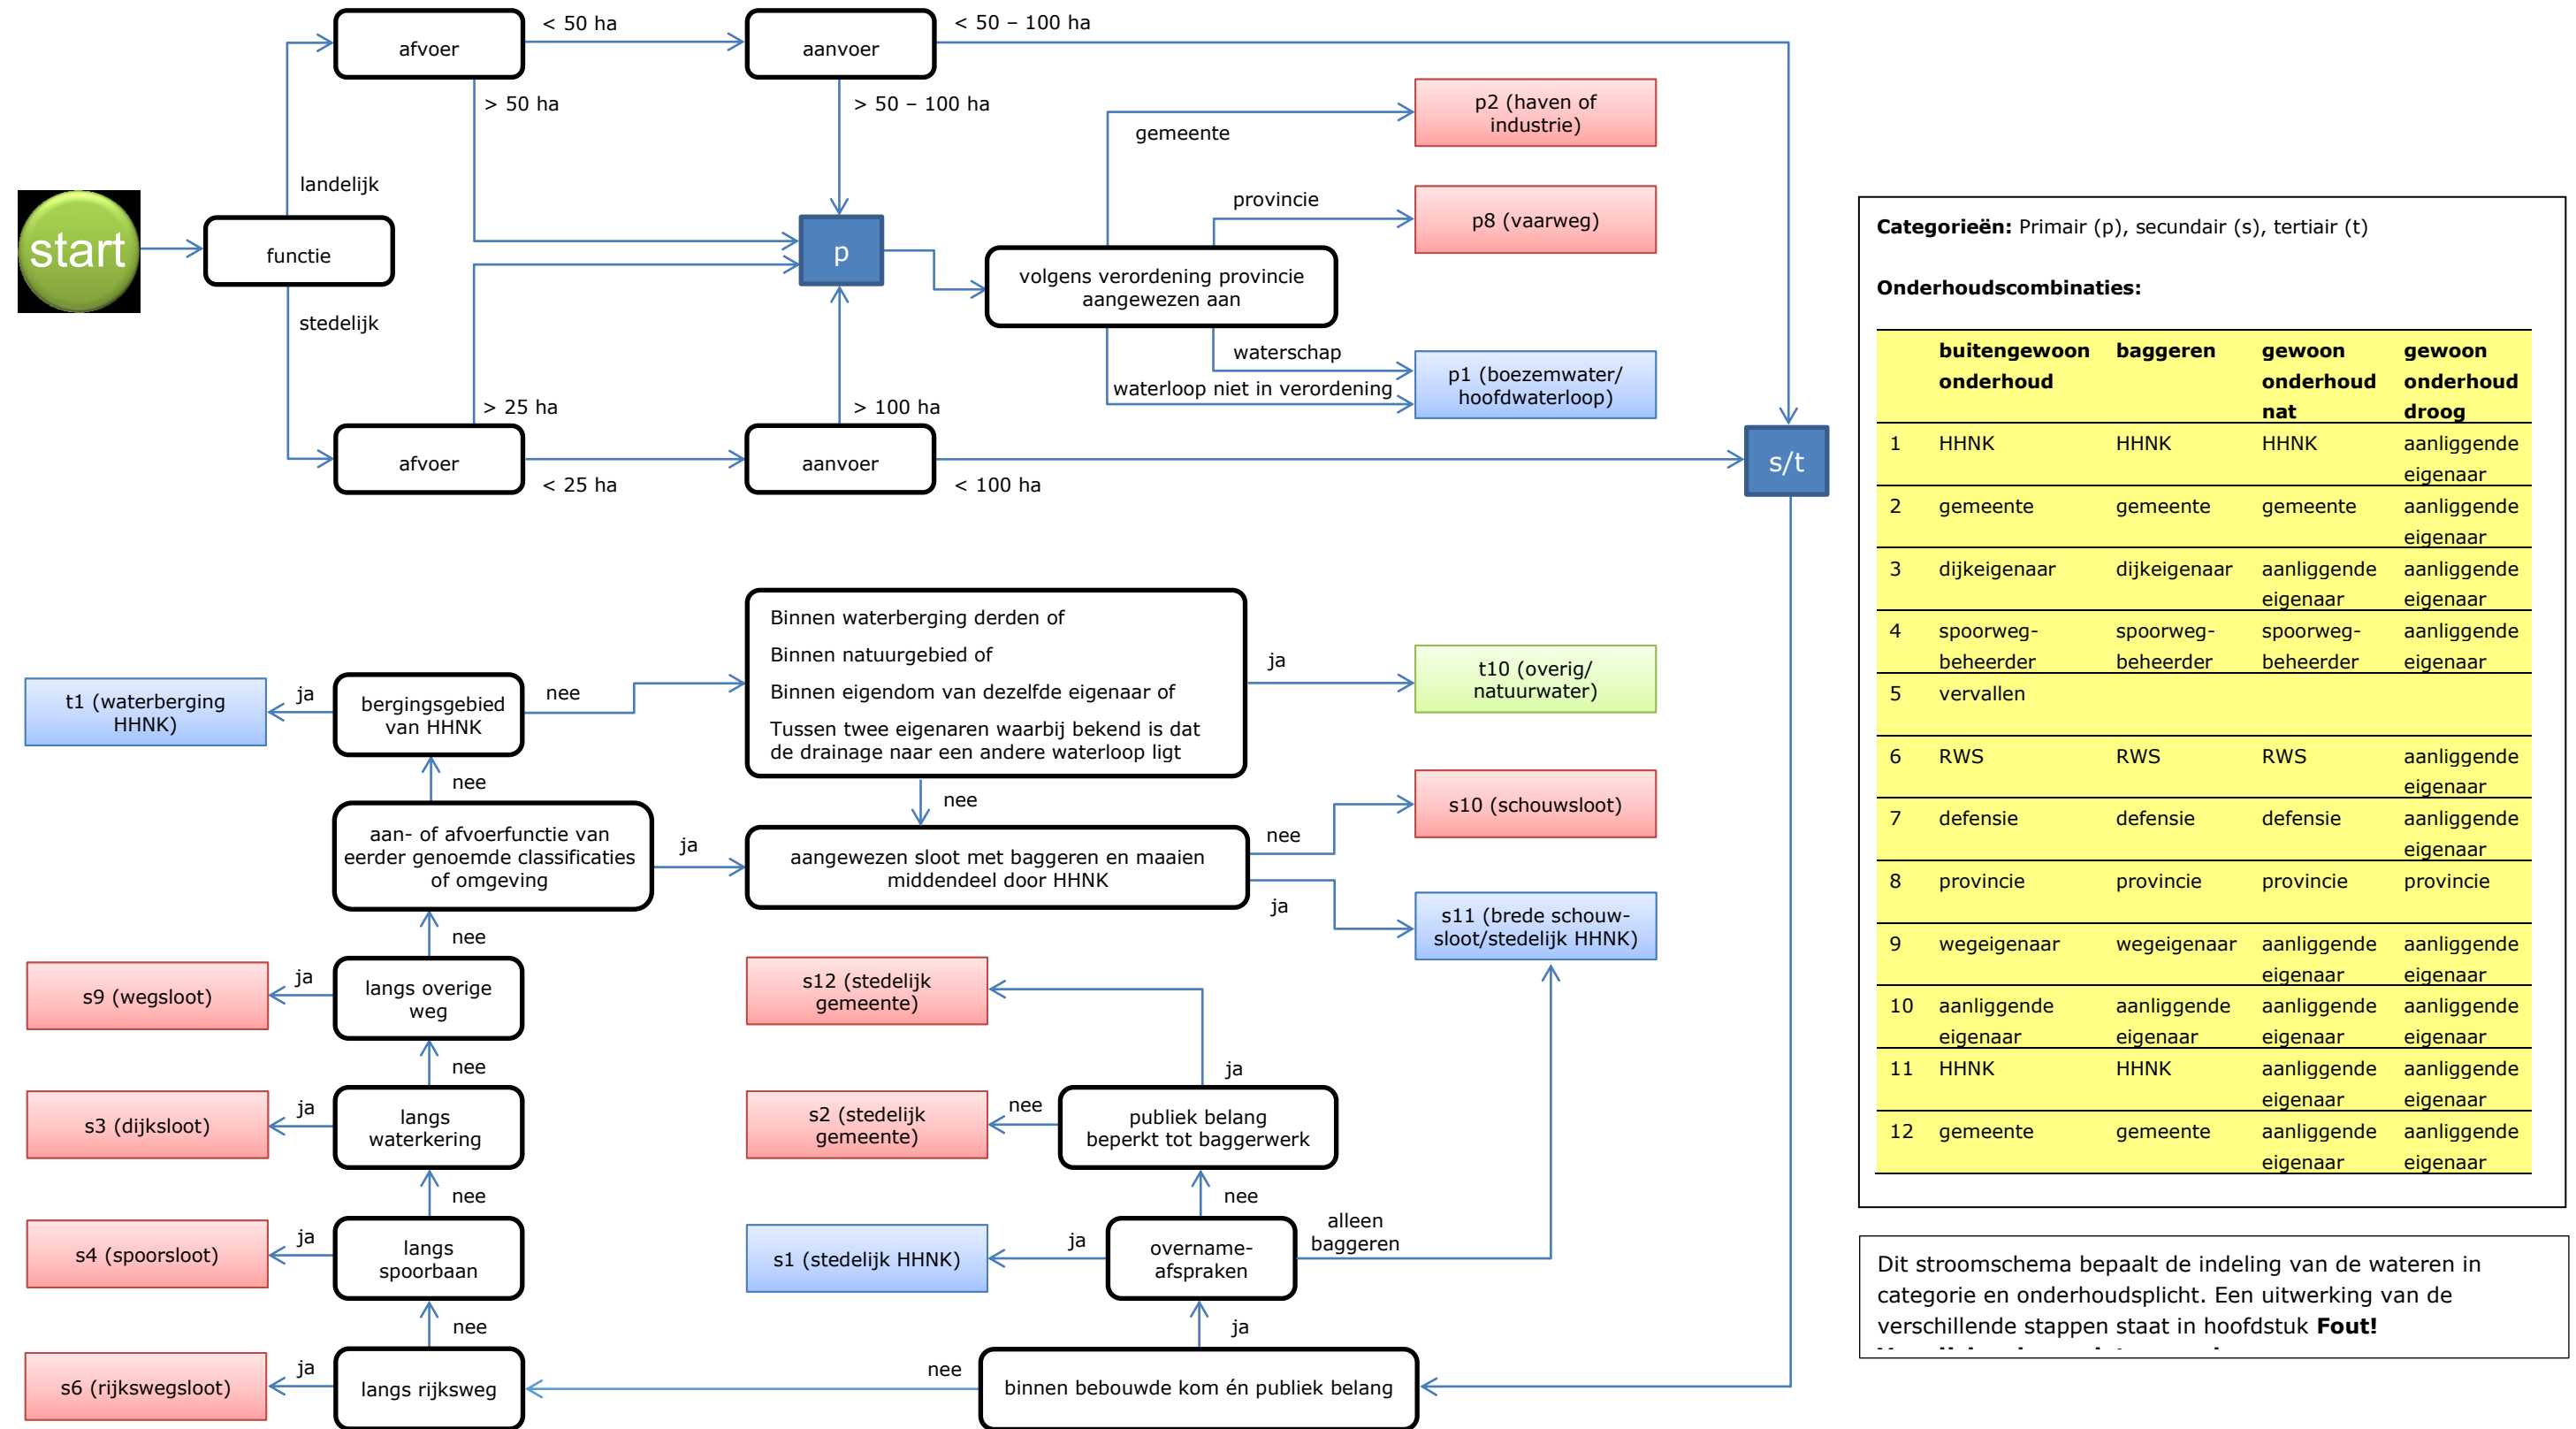 start
functie
landelijk
stedelijk
afvoer
< 50 ha
> 50 ha
aanvoer
< 50 – 100 ha
> 50 – 100 ha
p
afvoer
> 25 ha
< 25 ha
aanvoer
> 100 ha
< 100 ha
s/t
volgens verordening provincie
aangewezen aan
gemeente
provincie
waterschap
waterloop niet in verordening
p2 (haven of
industrie)
p8 (vaarweg)
p1 (boezemwater/
hoofdwaterloop)
t1 (waterberging
HHNK)
ja
bergingsgebied
van HHNK
nee
Binnen waterberging derden of
Binnen natuurgebied of
Binnen eigendom van dezelfde eigenaar of
Tussen twee eigenaren waarbij bekend is dat
de drainage naar een andere waterloop ligt
ja
t10 (overig/
natuurwater)
nee
nee
aan- of afvoerfunctie van
eerder genoemde classificaties
of omgeving
ja
aangewezen sloot met baggeren en maaien
middendeel door HHNK
nee
s10 (schouwsloot)
ja
s11 (brede schouw-
sloot/stedelijk HHNK)
nee
s9 (wegsloot)
ja
langs overige
weg
s12 (stedelijk
gemeente)
ja
nee
s3 (dijksloot)
ja
langs
waterkering
s2 (stedelijk
gemeente)
nee
publiek belang
beperkt tot baggerwerk
nee
nee
s4 (spoorsloot)
ja
langs
spoorbaan
s1 (stedelijk HHNK)
ja
overname-
afspraken
alleen
baggeren
nee
ja
s6 (rijkswegsloot)
ja
langs rijksweg
nee
binnen bebouwde kom én publiek belang
Categorieën: Primair (p), secundair (s), tertiair (t)
Onderhoudscombinaties:
buitengewoon baggeren gewoon gewoon
onderhoud onderhoud onderhoud
nat droog
1 HHNK HHNK HHNK aanliggende
eigenaar
2 gemeente gemeente gemeente aanliggende
eigenaar
3 dijkeigenaar dijkeigenaar aanliggende aanliggende
eigenaar eigenaar
4 spoorweg- spoorweg- spoorweg- aanliggende
beheerder beheerder beheerder eigenaar
5 vervallen
6 RWS RWS RWS aanliggende
eigenaar
7 defensie defensie defensie aanliggende
eigenaar
8 provincie provincie provincie provincie
9 wegeigenaar wegeigenaar aanliggende aanliggende
eigenaar eigenaar
10 aanliggende aanliggende aanliggende aanliggende
eigenaar eigenaar eigenaar eigenaar
11 HHNK HHNK aanliggende aanliggende
eigenaar eigenaar
12 gemeente gemeente aanliggende aanliggende
eigenaar eigenaar
Dit stroomschema bepaalt de indeling van de wateren in
categorie en onderhoudsplicht. Een uitwerking van de
verschillende stappen staat in hoofdstuk Fout!